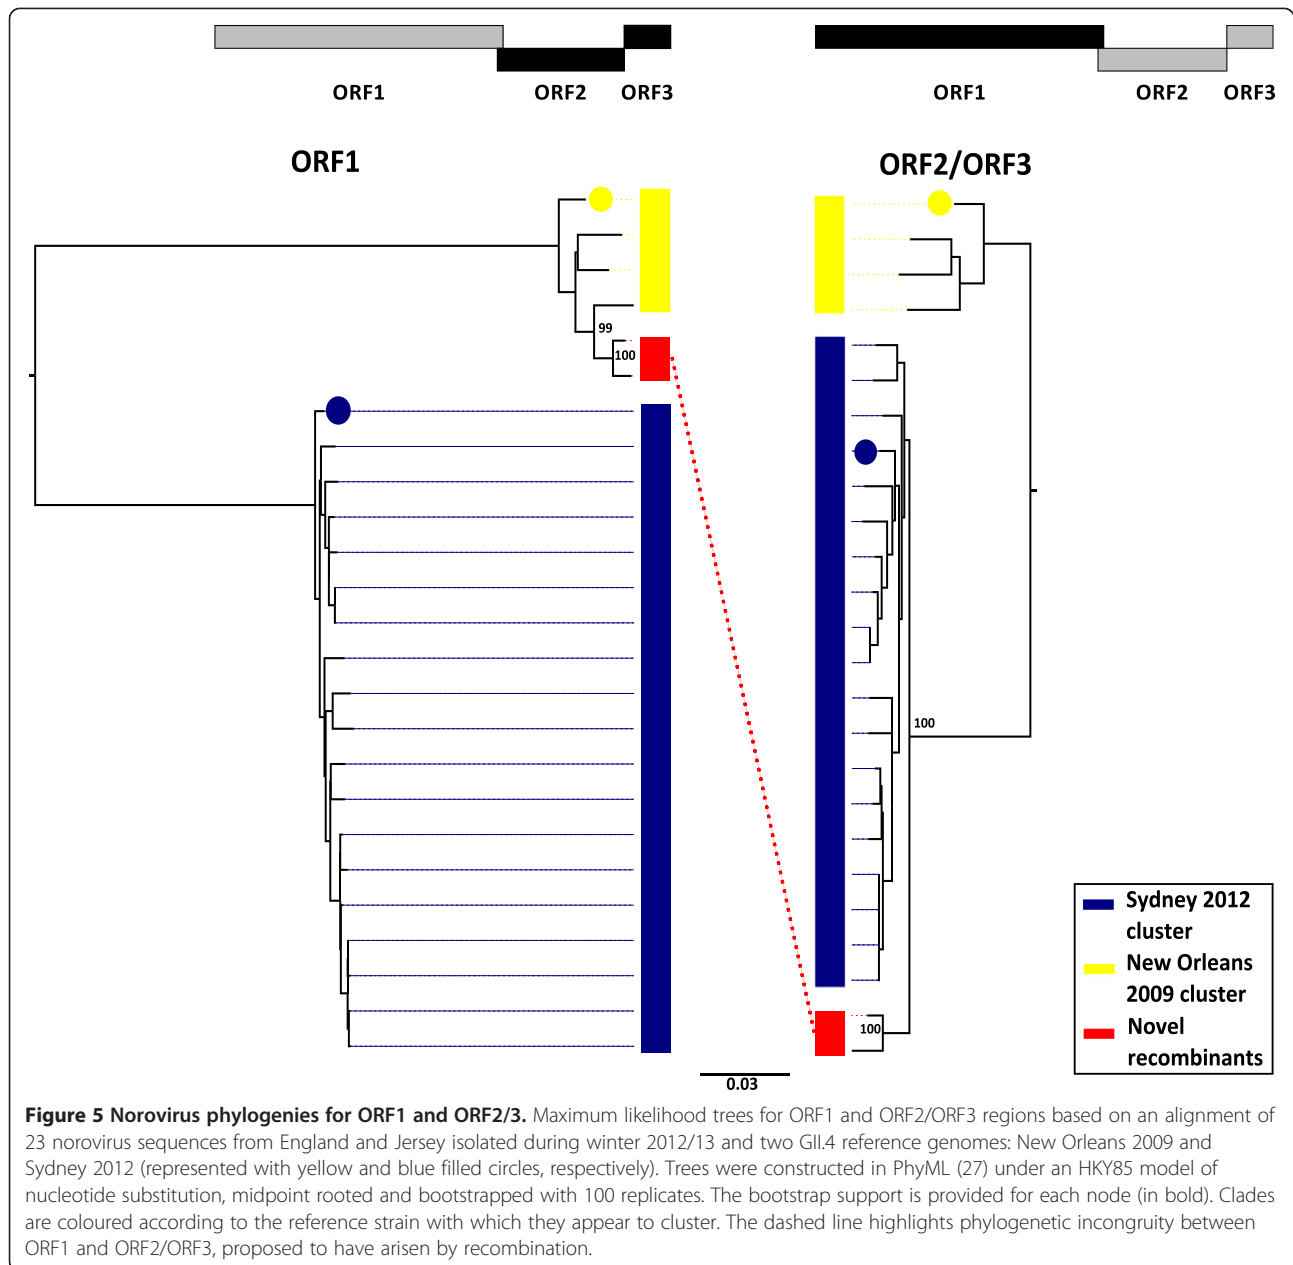 ORF1
ORF2
ORF3
ORF1
ORF2
ORF3
ORF1
ORF2/ORF3
99
100
100
100
Sydney 2012
cluster
New Orleans
2009 cluster
Novel
recombinants
0.03
Figure 5 Norovirus phylogenies for ORF1 and ORF2/3. Maximum likelihood trees for ORF1 and ORF2/ORF3 regions based on an alignment of
23 norovirus sequences from England and Jersey isolated during winter 2012/13 and two GII.4 reference genomes: New Orleans 2009 and
Sydney 2012 (represented with yellow and blue filled circles, respectively). Trees were constructed in PhyML (27) under an HKY85 model of
nucleotide substitution, midpoint rooted and bootstrapped with 100 replicates. The bootstrap support is provided for each node (in bold). Clades
are coloured according to the reference strain with which they appear to cluster. The dashed line highlights phylogenetic incongruity between
ORF1 and ORF2/ORF3, proposed to have arisen by recombination.